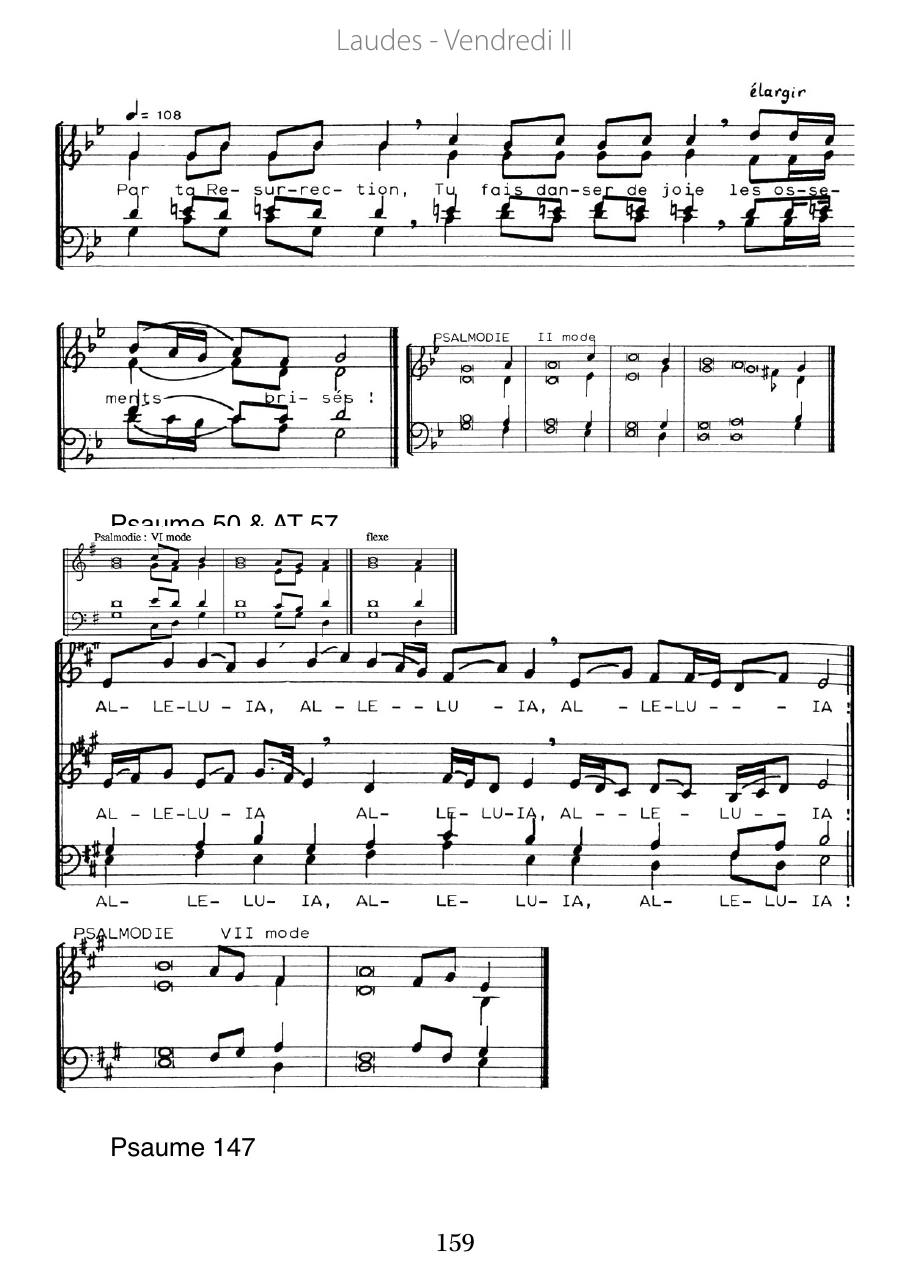 Laudes - Vendredi II
élargir
= 108
Par ta Re- sur-rec- tion, Tu fais dan-ser de joie les os-se-
ments bri- sés !
PSALMODIE II mode
Psaume 50 & AT 57
Psalmodie : VI mode flexe
AL- LE-LU - IA, AL - LE - - LU - IA, AL - LE-LU - - - IA !
AL - LE-LU - IA AL- LE- LU-IA, AL - - LE - LU - - IA !
AL- LE- LU- IA, AL- LE- LU- IA, AL- LE- LU- IA !
PSALMODIE VII mode
Psaume 147
159